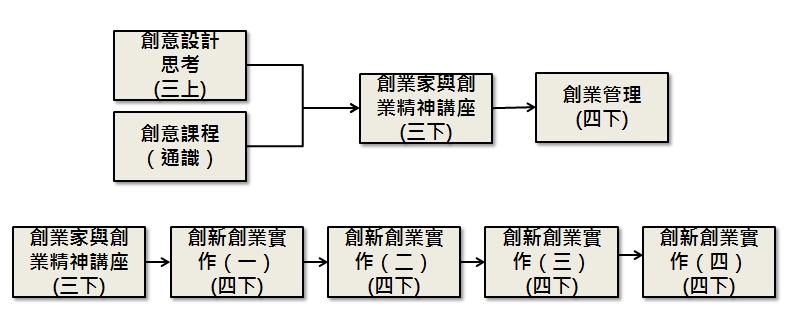 創意設計
思考
(三上)
創意課程
（通識）
創業家與創
業精神講座
(三下)
創業管理
(四下)
創業家與創
業精神講座
(三下)
創新創業實
作（一）
(四下)
創新創業實
作（二）
(四下)
創新創業實
作（三）
(四下)
創新創業實
作（四）
(四下)